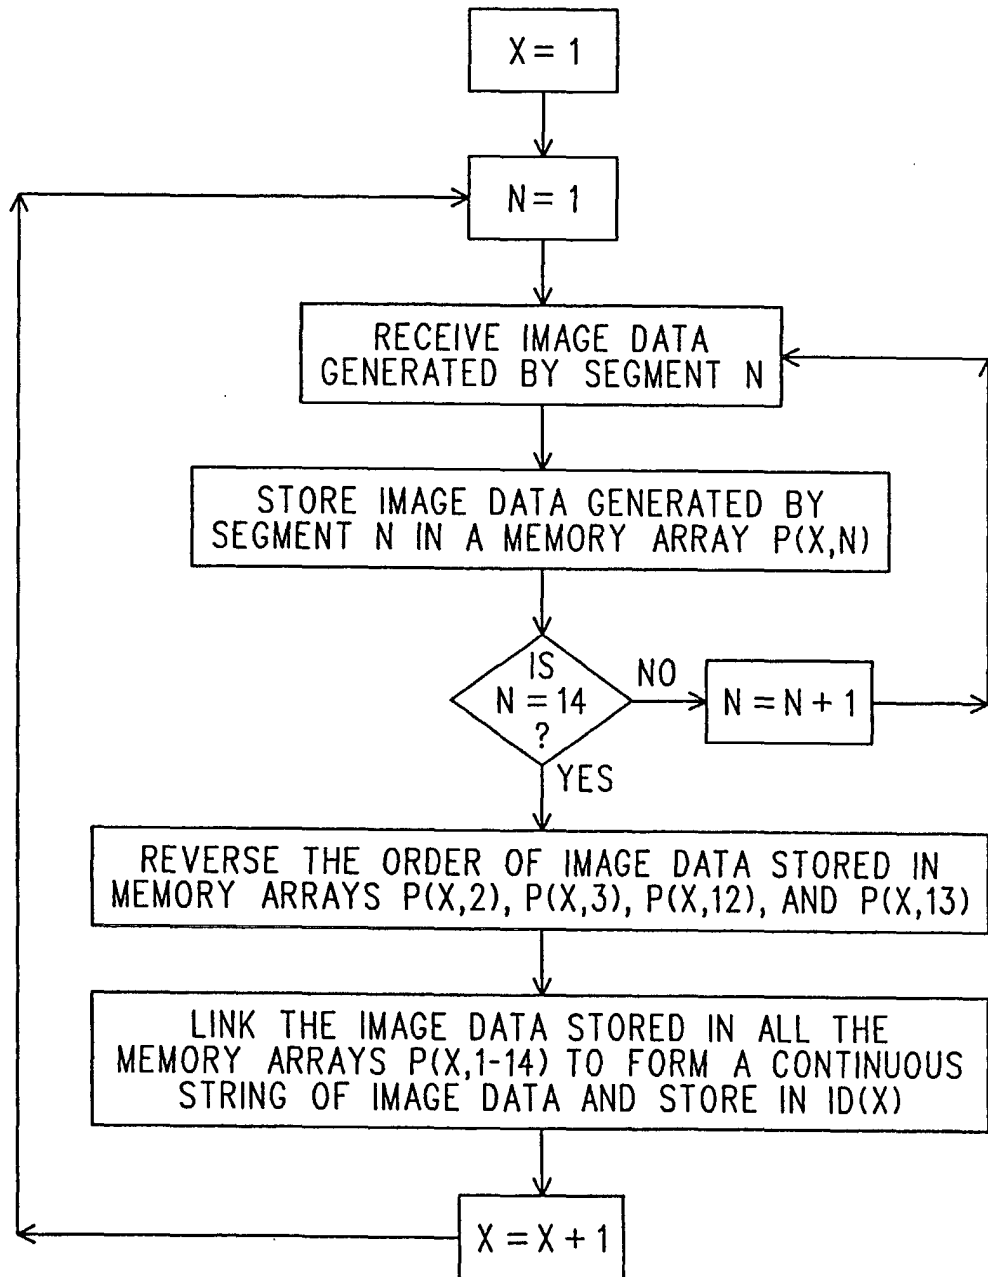 X = 1
N = 1
RECEIVE IMAGE DATA
GENERATED BY SEGMENT N
STORE IMAGE DATA GENERATED BY
SEGMENT N IN A MEMORY ARRAY P(X,N)
IS
N = 14
?
NO
N = N + 1
YES
REVERSE THE ORDER OF IMAGE DATA STORED IN
MEMORY ARRAYS P(X,2), P(X,3), P(X,12), AND P(X,13)
LINK THE IMAGE DATA STORED IN ALL THE
MEMORY ARRAYS P(X,1-14) TO FORM A CONTINUOUS
STRING OF IMAGE DATA AND STORE IN ID(X)
X = X + 1